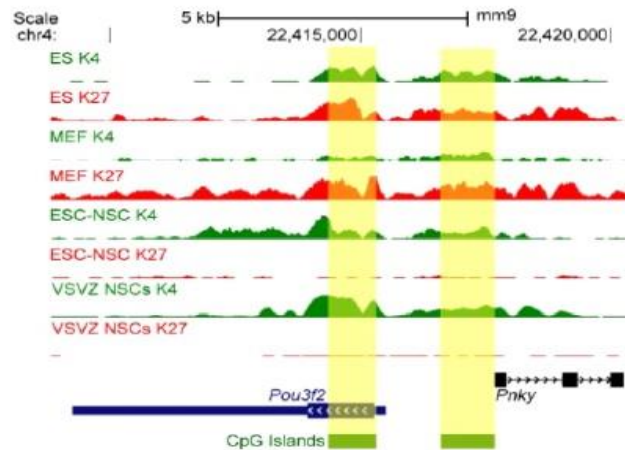 Scale 5 kb mm9
chr4: 22,415,000 22,420,000
ES K4
ES K27
MEF K4
MEF K27
ESC-NSC K4
ESC-NSC K27
VSVZ NSCs K4
VSVZ NSCs K27
Pou3f2 Pnky
CpG Islands